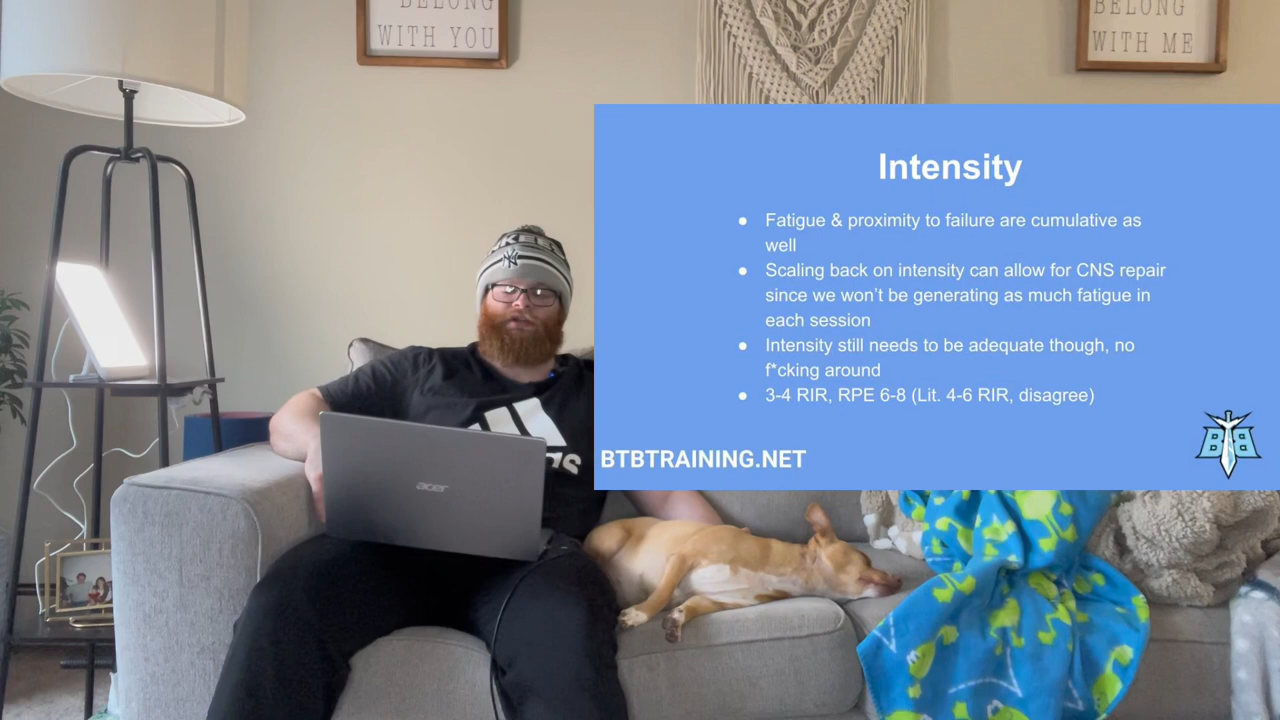 BELONG
WITH YOU
BELONG
WITH ME
Intensity
● Fatigue & proximity to failure are cumulative as
well
● Scaling back on intensity can allow for CNS repair
since we won't be generating as much fatigue in
each session
● Intensity still needs to be adequate though, no
f*cking around
● 3-4 RIR, RPE 6-8 (Lit. 4-6 RIR, disagree)
BTB
BTBTRAINING.NET
acer